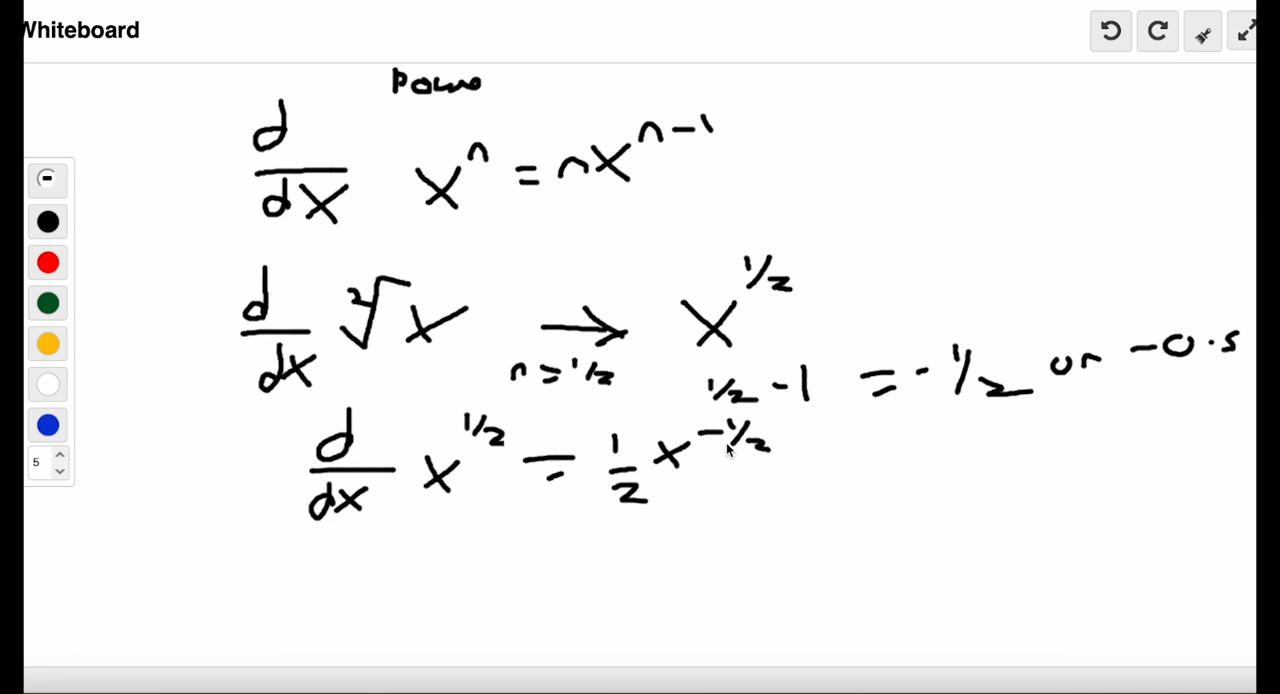 Whiteboard
Power
d/dx x^n = nx^(n-1)
d/dx ²√x → x^(1/2)
n = 1/2
1/2 - 1 = -1/2 or -0.5
d/dx x^(1/2) = 1/2 x^(-1/2)
5